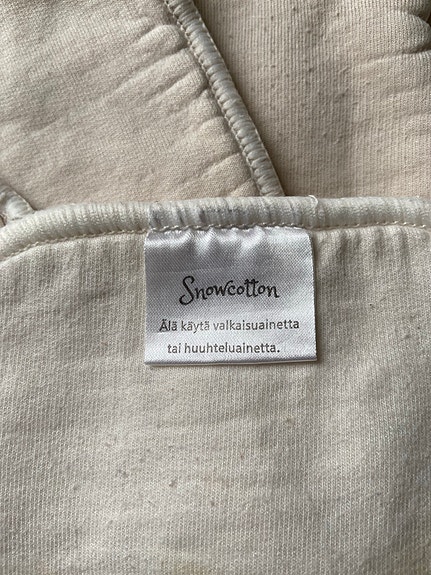 Snowcotton
Älä käytä valkaisuainetta
tai huuhteluainetta.